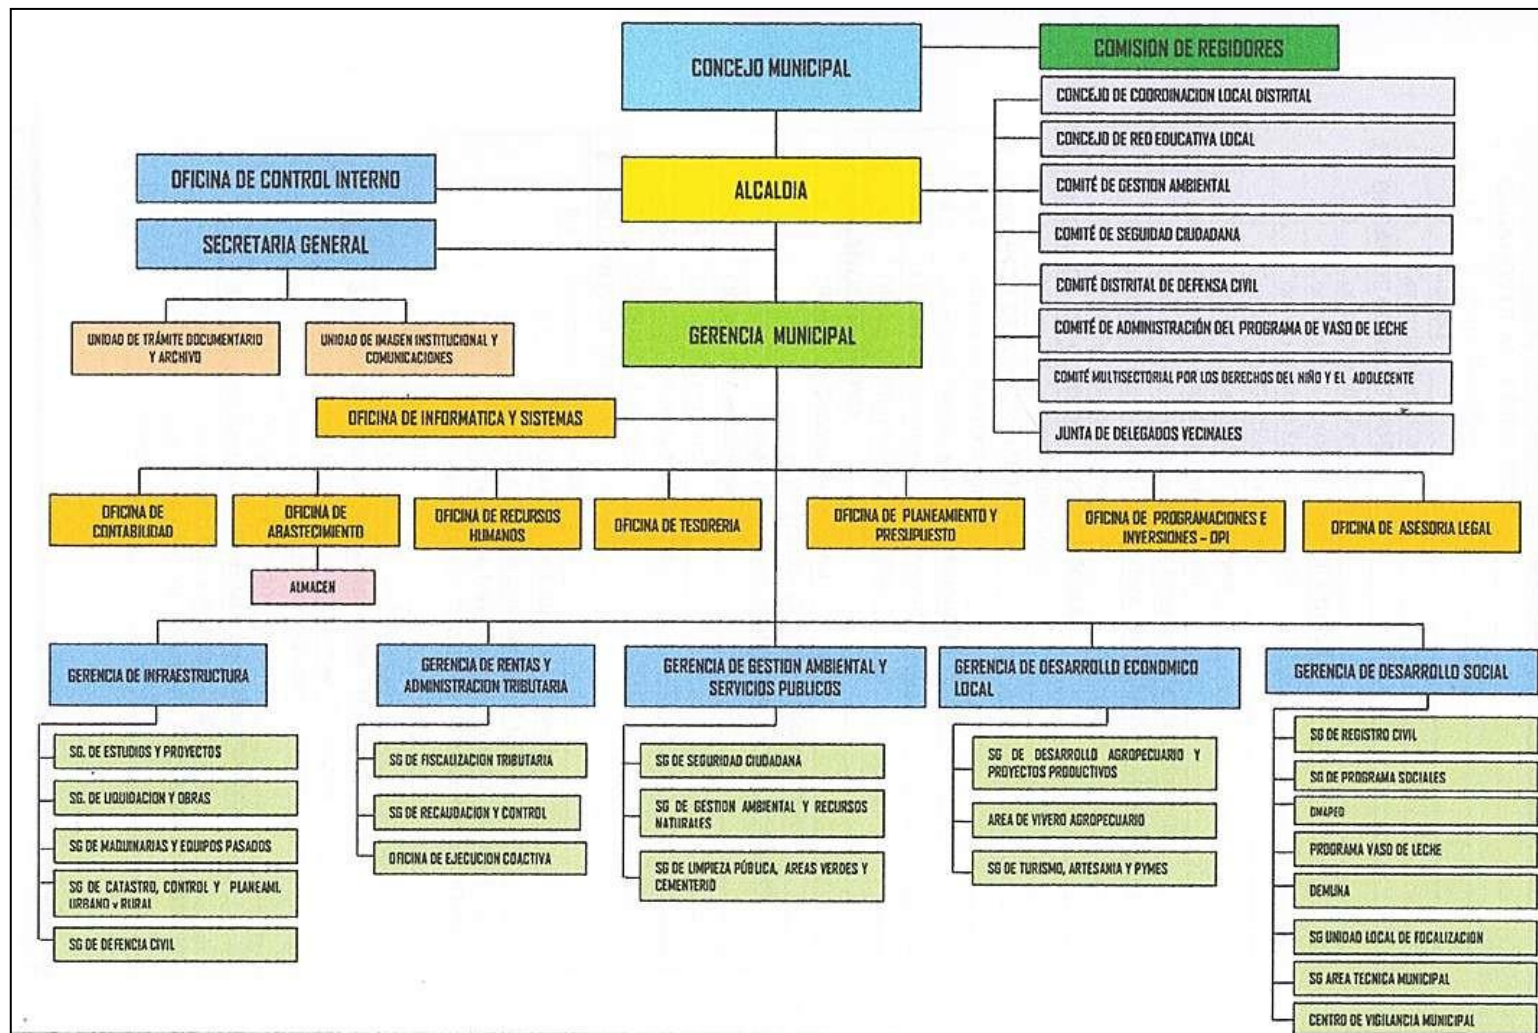 CONCEJO MUNICIPAL
COMISION DE REGIDORES
CONCEJO DE COORDINACION LOCAL DISTRITAL
CONCEJO DE RED EDUCATIVA LOCAL
OFICINA DE CONTROL INTERNO
ALCALDIA
COMITÉ DE GESTION AMBIENTAL
SECRETARIA GENERAL
COMITÉ DE SEGUIDAD CIUDADANA
COMITÉ DISTRITAL DE DEFENSA CIVIL
UNIDAD DE TRÁMITE DOCUMENTARIO
Y ARCHIVO
UNIDAD DE IMAGEN INSTITUCIONAL Y
COMUNICACIONES
GERENCIA MUNICIPAL
COMITÉ DE ADMINISTRACIÓN DEL PROGRAMA DE VASO DE LECHE
COMITÉ MULTISECTORIAL POR LOS DERECHOS DEL NIÑO Y EL ADOLECENTE
OFICINA DE INFORMATICA Y SISTEMAS
JUNTA DE DELEGADOS VECINALES
OFICINA DE
CONTABILIDAD
OFICINA DE
ABASTECIMIENTO
OFICINA DE RECURSOS
HUMANOS
OFICINA DE TESORERIA
OFICINA DE PLANEAMIENTO Y
PRESUPUESTO
OFICINA DE PROGRAMACIONES E
INVERSIONES – OPI
OFICINA DE ASESORIA LEGAL
ALMACEN
GERENCIA DE INFRAESTRUCTURA
GERENCIA DE RENTAS Y
ADMINISTRACION TRIBUTARIA
GERENCIA DE GESTION AMBIENTAL Y
SERVICIOS PUBLICOS
GERENCIA DE DESARROLLO ECONOMICO
LOCAL
GERENCIA DE DESARROLLO SOCIAL
SG. DE ESTUDIOS Y PROYECTOS
SG. DE LIQUIDACION Y OBRAS
SG DE MAQUINARIAS Y EQUIPOS PASADOS
SG DE CATASTRO, CONTROL Y PLANEAMI.
URBANO y RURAL
SG DE DEFENCIA CIVIL
SG DE FISCALIZACION TRIBUTARIA
SG DE RECAUDACION Y CONTROL
OFICINA DE EJECUCION COACTIVA
SG DE SEGURIDAD CIUDADANA
SG DE GESTION AMBIENTAL Y RECURSOS
NATURALES
SG DE LIMPIEZA PÚBLICA, AREAS VERDES Y
CEMENTERIO
SG DE DESARROLLO AGROPECUARIO Y
PROYECTOS PRODUCTIVOS
AREA DE VIVERO AGROPECUARIO
SG DE TURISMO, ARTESANIA Y PYMES
SG DE REGISTRO CIVIL
SG DE PROGRAMA SOCIALES
OMAPED
PROGRAMA VASO DE LECHE
DEMUNA
SG UNIDAD LOCAL DE FOCALIZACION
SG AREA TECNICA MUNICIPAL
CENTRO DE VIGILANCIA MUNICIPAL